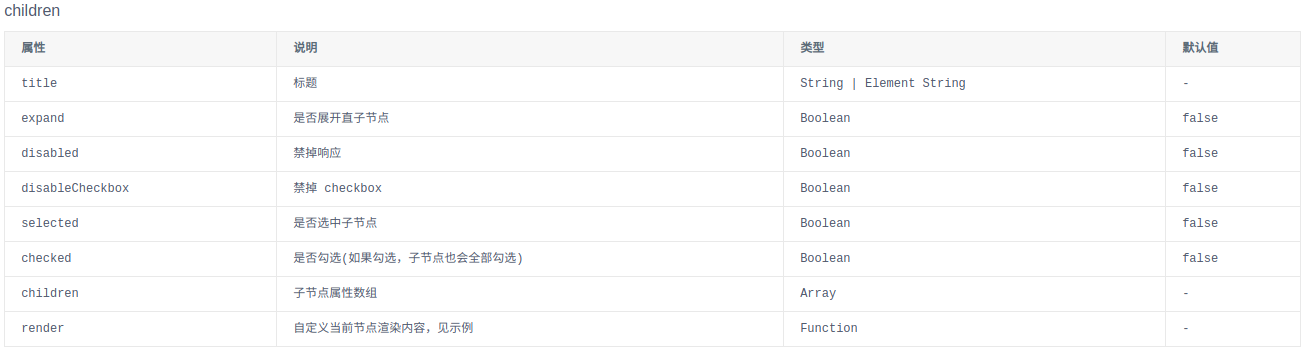 children
属性 说明 类型 默认值
title 标题 String | Element String -
expand 是否展开直子节点 Boolean false
disabled 禁掉响应 Boolean false
disableCheckbox 禁掉 checkbox Boolean false
selected 是否选中子节点 Boolean false
checked 是否勾选(如果勾选，子节点也会全部勾选) Boolean false
children 子节点属性数组 Array -
render 自定义当前节点渲染内容，见示例 Function -